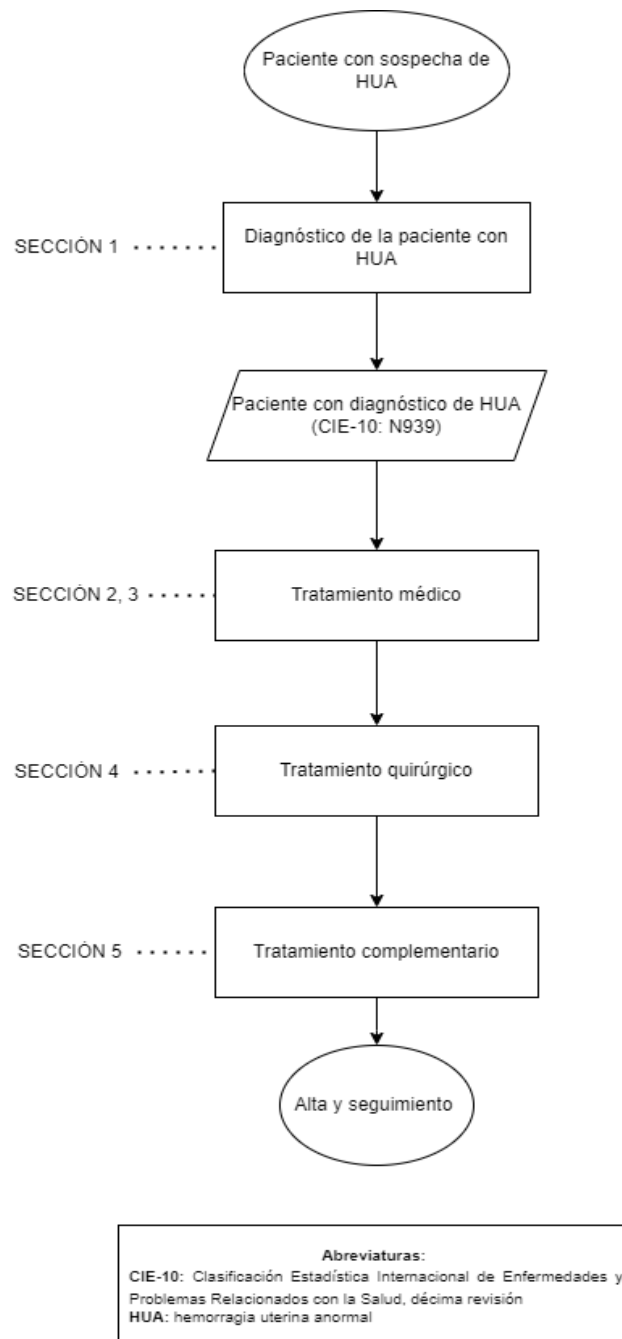 Paciente con sospecha de
HUA
SECCIÓN 1
Diagnóstico de la paciente con
HUA
Paciente con diagnóstico de HUA
(CIE-10: N939)
SECCIÓN 2, 3
Tratamiento médico
SECCIÓN 4
Tratamiento quirúrgico
SECCIÓN 5
Tratamiento complementario
Alta y seguimiento
Abreviaturas:
CIE-10: Clasificación Estadística Internacional de Enfermedades y
Problemas Relacionados con la Salud, décima revisión
HUA: hemorragia uterina anormal